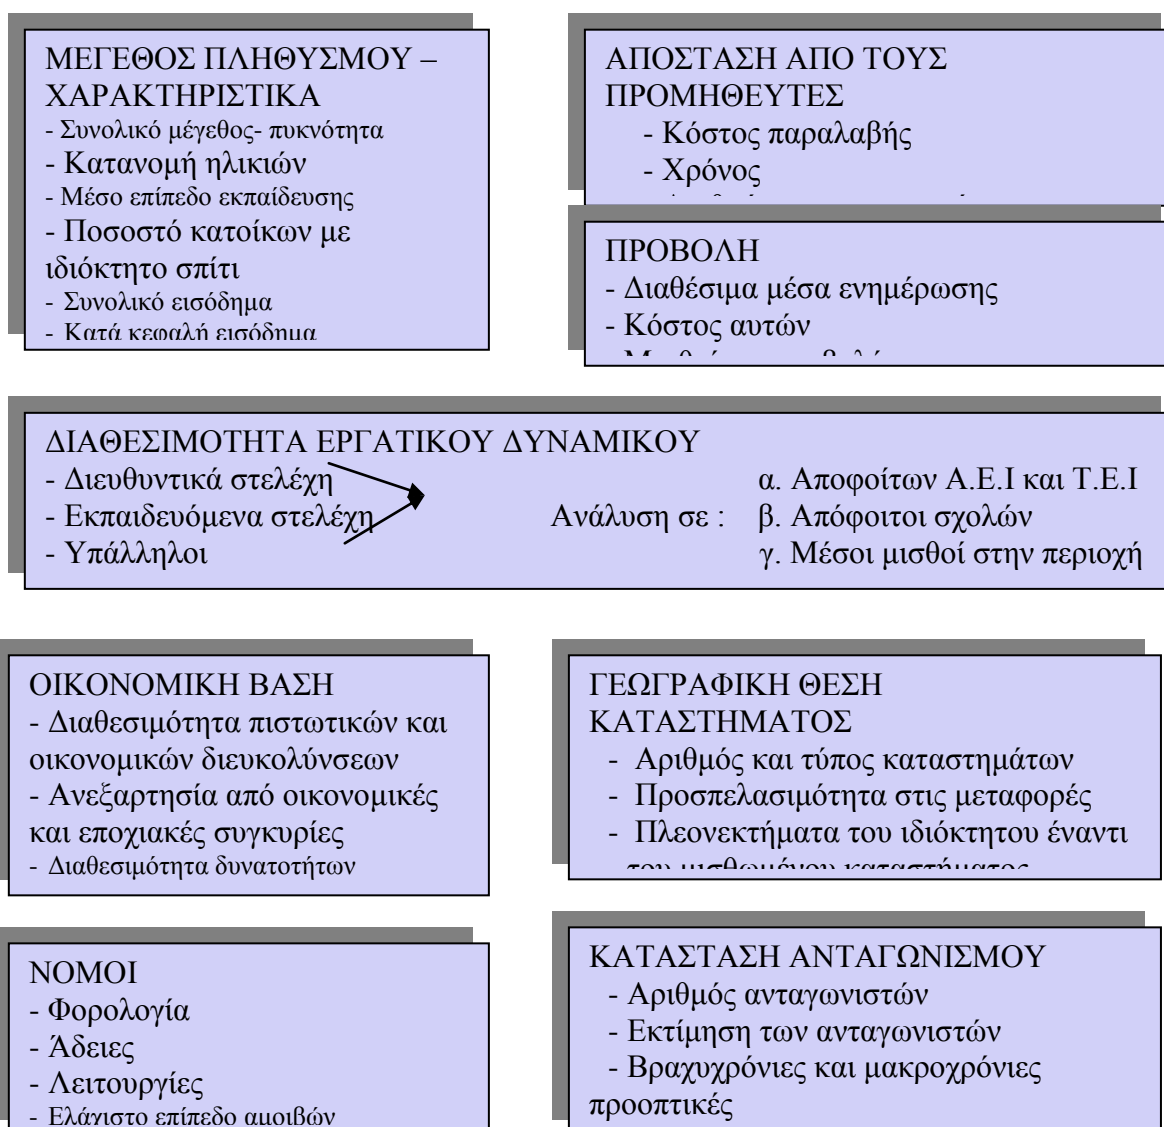 ΜΕΓΕΘΟΣ ΠΛΗΘΥΣΜΟΥ –
ΧΑΡΑΚΤΗΡΙΣΤΙΚΑ
- Συνολικό μέγεθος- πυκνότητα
- Κατανομή ηλικιών
- Μέσο επίπεδο εκπαίδευσης
- Ποσοστό κατοίκων με
ιδιόκτητο σπίτι
- Συνολικό εισόδημα
- Κατά κεφαλή εισόδημα
ΑΠΟΣΤΑΣΗ ΑΠΟ ΤΟΥΣ
ΠΡΟΜΗΘΕΥΤΕΣ
- Κόστος παραλαβής
- Χρόνος
ΠΡΟΒΟΛΗ
- Διαθέσιμα μέσα ενημέρωσης
- Κόστος αυτών
ΔΙΑΘΕΣΙΜΟΤΗΤΑ ΕΡΓΑΤΙΚΟΥ ΔΥΝΑΜΙΚΟΥ
- Διευθυντικά στελέχη α. Αποφοίτων Α.Ε.Ι και Τ.Ε.Ι
- Εκπαιδευόμενα στελέχη Ανάλυση σε : β. Απόφοιτοι σχολών
- Υπάλληλοι γ. Μέσοι μισθοί στην περιοχή
ΟΙΚΟΝΟΜΙΚΗ ΒΑΣΗ
- Διαθεσιμότητα πιστωτικών και
οικονομικών διευκολύνσεων
- Ανεξαρτησία από οικονομικές
και εποχιακές συγκυρίες
- Διαθεσιμότητα δυνατοτήτων
ΓΕΩΓΡΑΦΙΚΗ ΘΕΣΗ
ΚΑΤΑΣΤΗΜΑΤΟΣ
- Αριθμός και τύπος καταστημάτων
- Προσπελασιμότητα στις μεταφορές
- Πλεονεκτήματα του ιδιόκτητου έναντι
του μισθωμένου καταστήματος
ΝΟΜΟΙ
- Φορολογία
- Άδειες
- Λειτουργίες
- Ελάχιστο επίπεδο αμοιβών
ΚΑΤΑΣΤΑΣΗ ΑΝΤΑΓΩΝΙΣΜΟΥ
- Αριθμός ανταγωνιστών
- Εκτίμηση των ανταγωνιστών
- Βραχυχρόνιες και μακροχρόνιες
προοπτικές